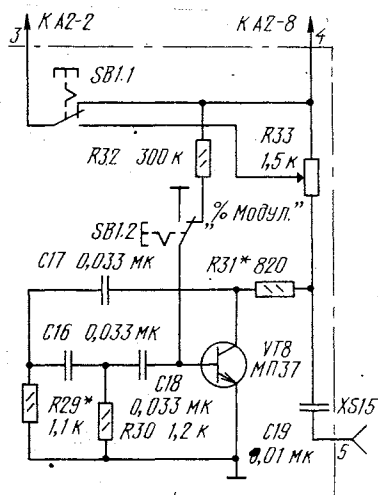 К А2-2
К А2-8
3
4
SB1.1
R33
1,5 к
R32 300 к
"% Модул."
SB1.2
C17 0,033 мк
R31* 820
C16 0,033 мк
VT8
МП37
C18
0,033 мк
R29*
1,1 к
R30 1,2 к
C19
0,01 мк
XS15
5